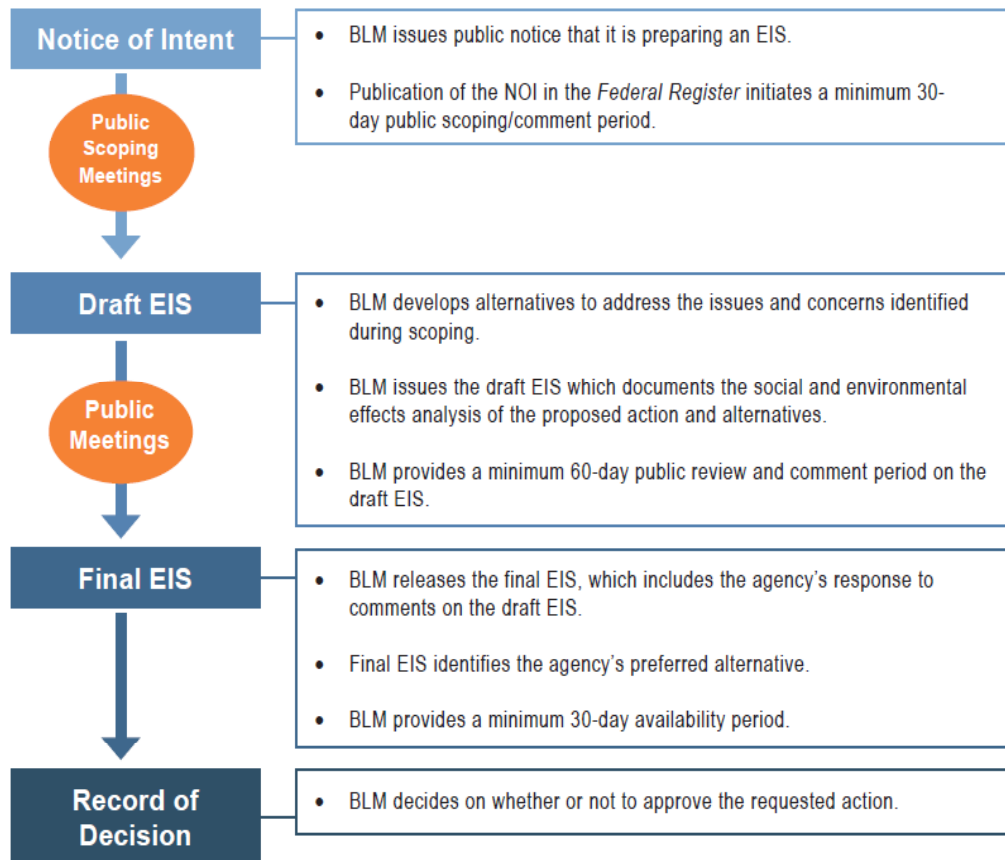 Notice of Intent
• BLM issues public notice that it is preparing an EIS.
• Publication of the NOI in the Federal Register initiates a minimum 30-
day public scoping/comment period.
Public
Scoping
Meetings
Draft EIS
• BLM develops alternatives to address the issues and concerns identified
during scoping.
• BLM issues the draft EIS which documents the social and environmental
effects analysis of the proposed action and alternatives.
• BLM provides a minimum 60-day public review and comment period on the
draft EIS.
Public
Meetings
Final EIS
• BLM releases the final EIS, which includes the agency's response to
comments on the draft EIS.
• Final EIS identifies the agency's preferred alternative.
• BLM provides a minimum 30-day availability period.
Record of
Decision
• BLM decides on whether or not to approve the requested action.